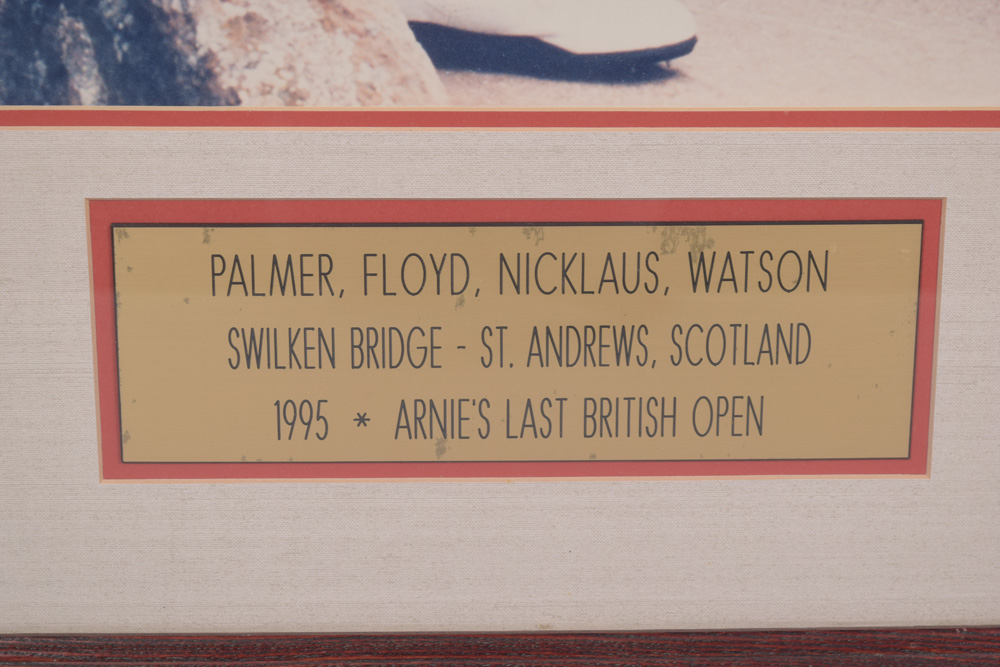 PALMER, FLOYD, NICKLAUS, WATSON
SWILKEN BRIDGE - ST. ANDREWS, SCOTLAND
1995 * ARNIE'S LAST BRITISH OPEN